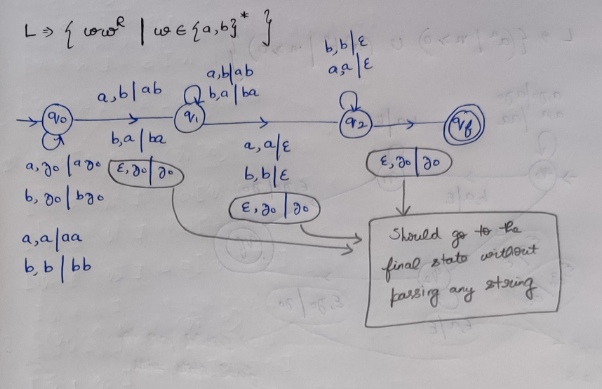 L ⇒ { ww^R | w ∈ {a,b}* }
b,b|ε
a,a|ε
a,b|ab
a,b|ab
b,a|ba
q0
q1
q2
qf
b,a|ba
a,z0|az0
ε,z0|z0
a,a|ε
ε,z0|z0
b,z0|bz0
b,b|ε
ε,z0|z0
a,a|aa
b,b|bb
Should go to the
final state without
passing any string